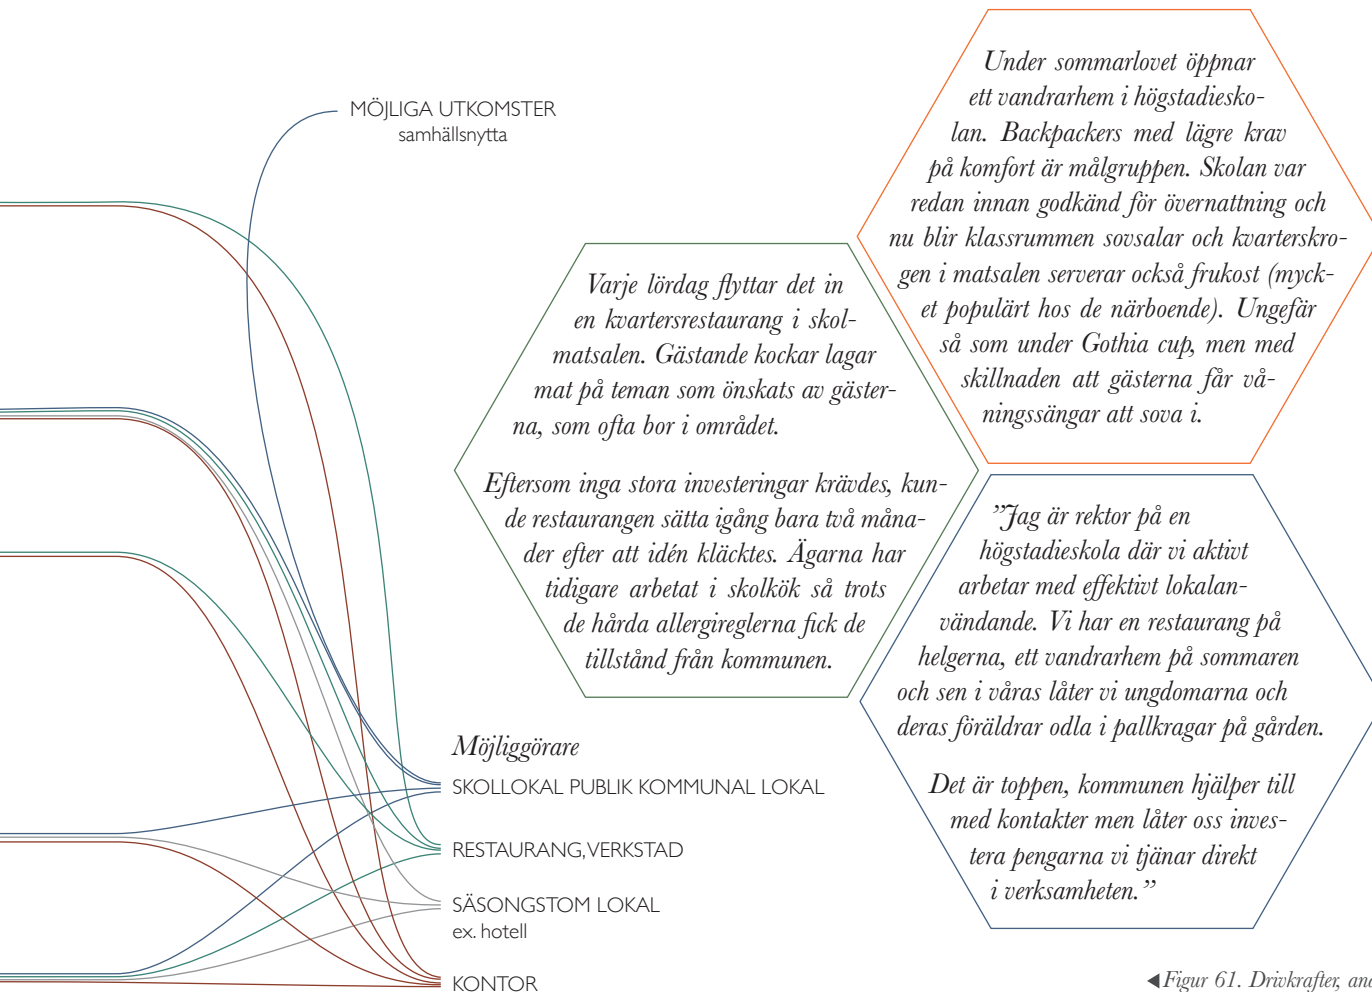 MÖJLIGA UTKOMSTER
samhällsnytta
Under sommarlovet öppnar
ett vandrarhem i högstadiesko-
lan. Backpackers med lägre krav
på komfort är målgruppen. Skolan var
redan innan godkänd för övernattning och
nu blir klassrummen sovsalar och kvarterskro-
gen i matsalen serverar också frukost (myck-
et populärt hos de närboende). Ungefär
så som under Gothia cup, men med
skillnaden att gästerna får vå-
ningssängar att sova i.
Varje lördag flyttar det in
en kvartersrestaurang i skol-
matsalen. Gästande kockar lagar
mat på teman som önskats av gäster-
na, som ofta bor i området.
Eftersom inga stora investeringar krävdes, kun-
de restaurangen sätta igång bara två måna-
der efter att idén kläcktes. Ägarna har
tidigare arbetat i skolkök så trots
de hårda allergireglerna fick de
tillstånd från kommunen.
”Jag är rektor på en
högstadieskola där vi aktivt
arbetar med effektivt lokalan-
vändande. Vi har en restaurang på
helgerna, ett vandrarhem på sommaren
och sen i våras låter vi ungdomarna och
deras föräldrar odla i pallkragar på gården.
Det är toppen, kommunen hjälper till
med kontakter men låter oss inves-
tera pengarna vi tjänar direkt
i verksamheten.”
Möjliggörare
SKOLLOKAL PUBLIK KOMMUNAL LOKAL
RESTAURANG, VERKSTAD
SÄSONGSTOM LOKAL
ex. hotell
KONTOR
◀Figur 61. Drivkrafter,